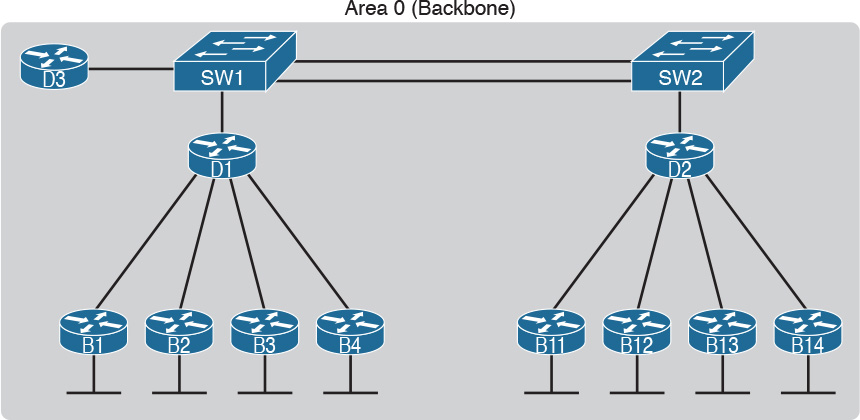 Area 0 (Backbone)
D3
SW1
SW2
D1
D2
B1
B2
B3
B4
B11
B12
B13
B14